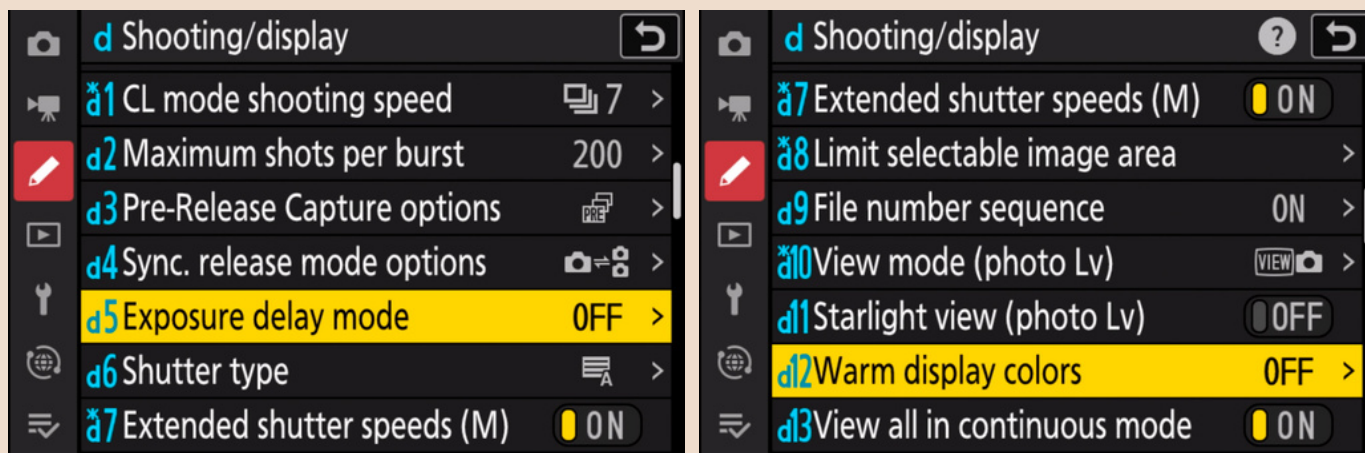 d Shooting/display
*d1 CL mode shooting speed 7 >
d2 Maximum shots per burst 200 >
d3 Pre-Release Capture options PRE >
d4 Sync. release mode options >
d5 Exposure delay mode OFF >
d6 Shutter type A >
*d7 Extended shutter speeds (M) ON
d Shooting/display ?
*d7 Extended shutter speeds (M) ON
*d8 Limit selectable image area >
d9 File number sequence ON >
*d10 View mode (photo Lv) VIEW >
d11 Starlight view (photo Lv) OFF
d12 Warm display colors OFF >
d13 View all in continuous mode ON